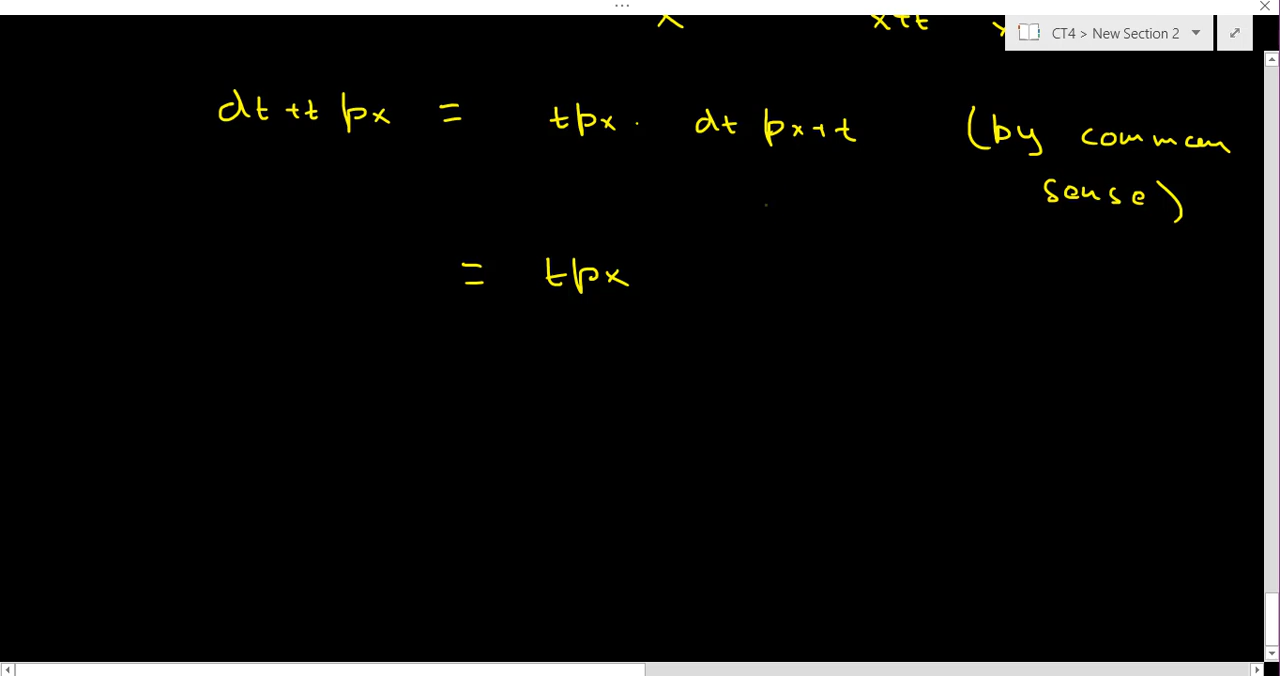 x x+t
CT4 > New Section 2
dt+t px = tpx . dt px+t (by common
sense)
= tpx